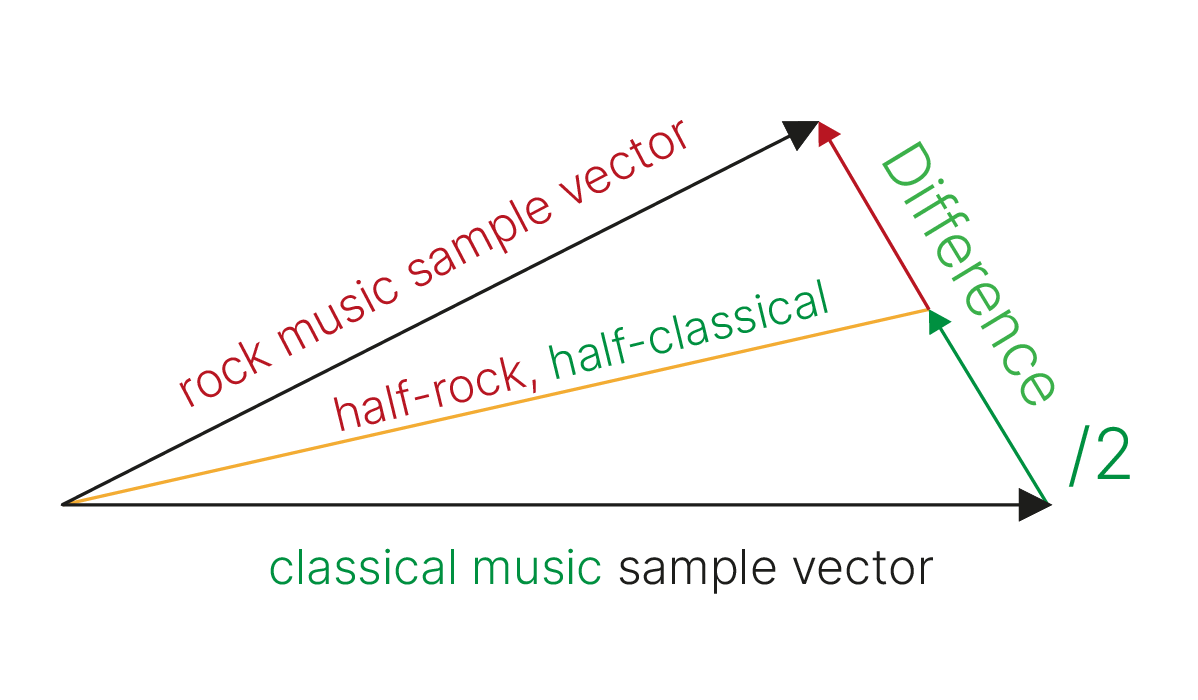 rock music sample vector
Difference
half-rock, half-classical
/2
classical music sample vector